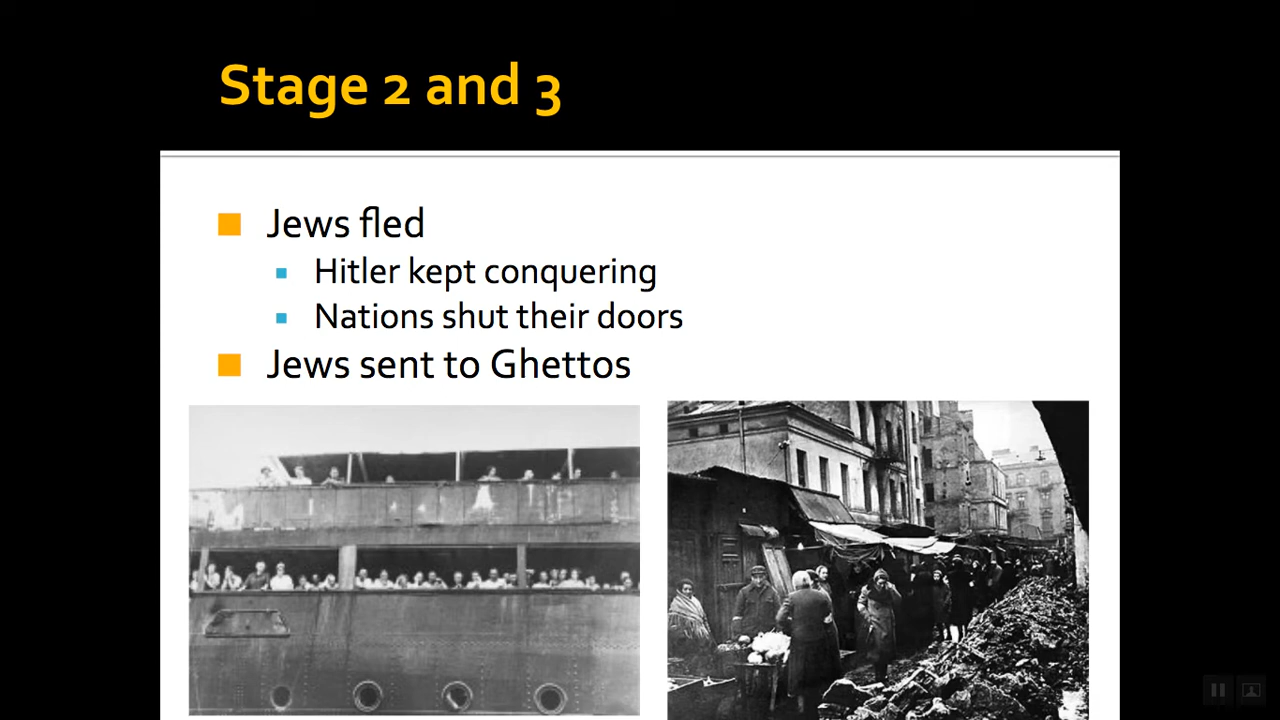 Stage 2 and 3
Jews fled
Hitler kept conquering
Nations shut their doors
Jews sent to Ghettos